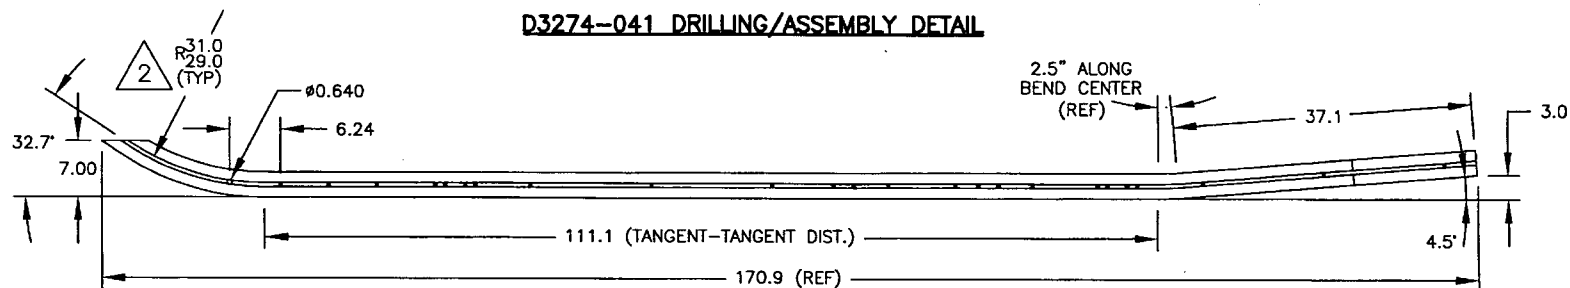 D3274-041 DRILLING/ASSEMBLY DETAIL
2
R31.0
29.0
(TYP)
ø0.640
6.24
2.5" ALONG
BEND CENTER
(REF)
37.1
3.0
32.7°
7.00
111.1 (TANGENT-TANGENT DIST.)
4.5°
170.9 (REF)